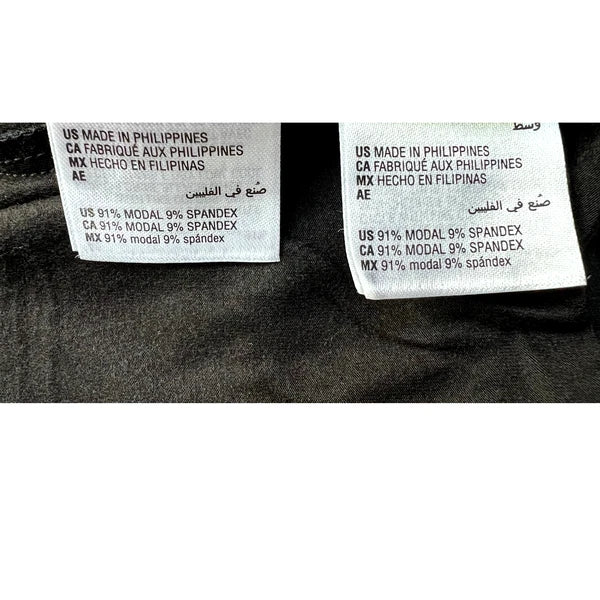 US MADE IN PHILIPPINES
CA FABRIQUÉ AUX PHILIPPINES
MX HECHO EN FILIPINAS
AE
صُنع في الفلبين
US 91% MODAL 9% SPANDEX
CA 91% MODAL 9% SPANDEX
MX 91% modal 9% spándex
وسط
US MADE IN PHILIPPINES
CA FABRIQUÉ AUX PHILIPPINES
MX HECHO EN FILIPINAS
AE
صُنع في الفلبين
US 91% MODAL 9% SPANDEX
CA 91% MODAL 9% SPANDEX
MX 91% modal 9% spándex